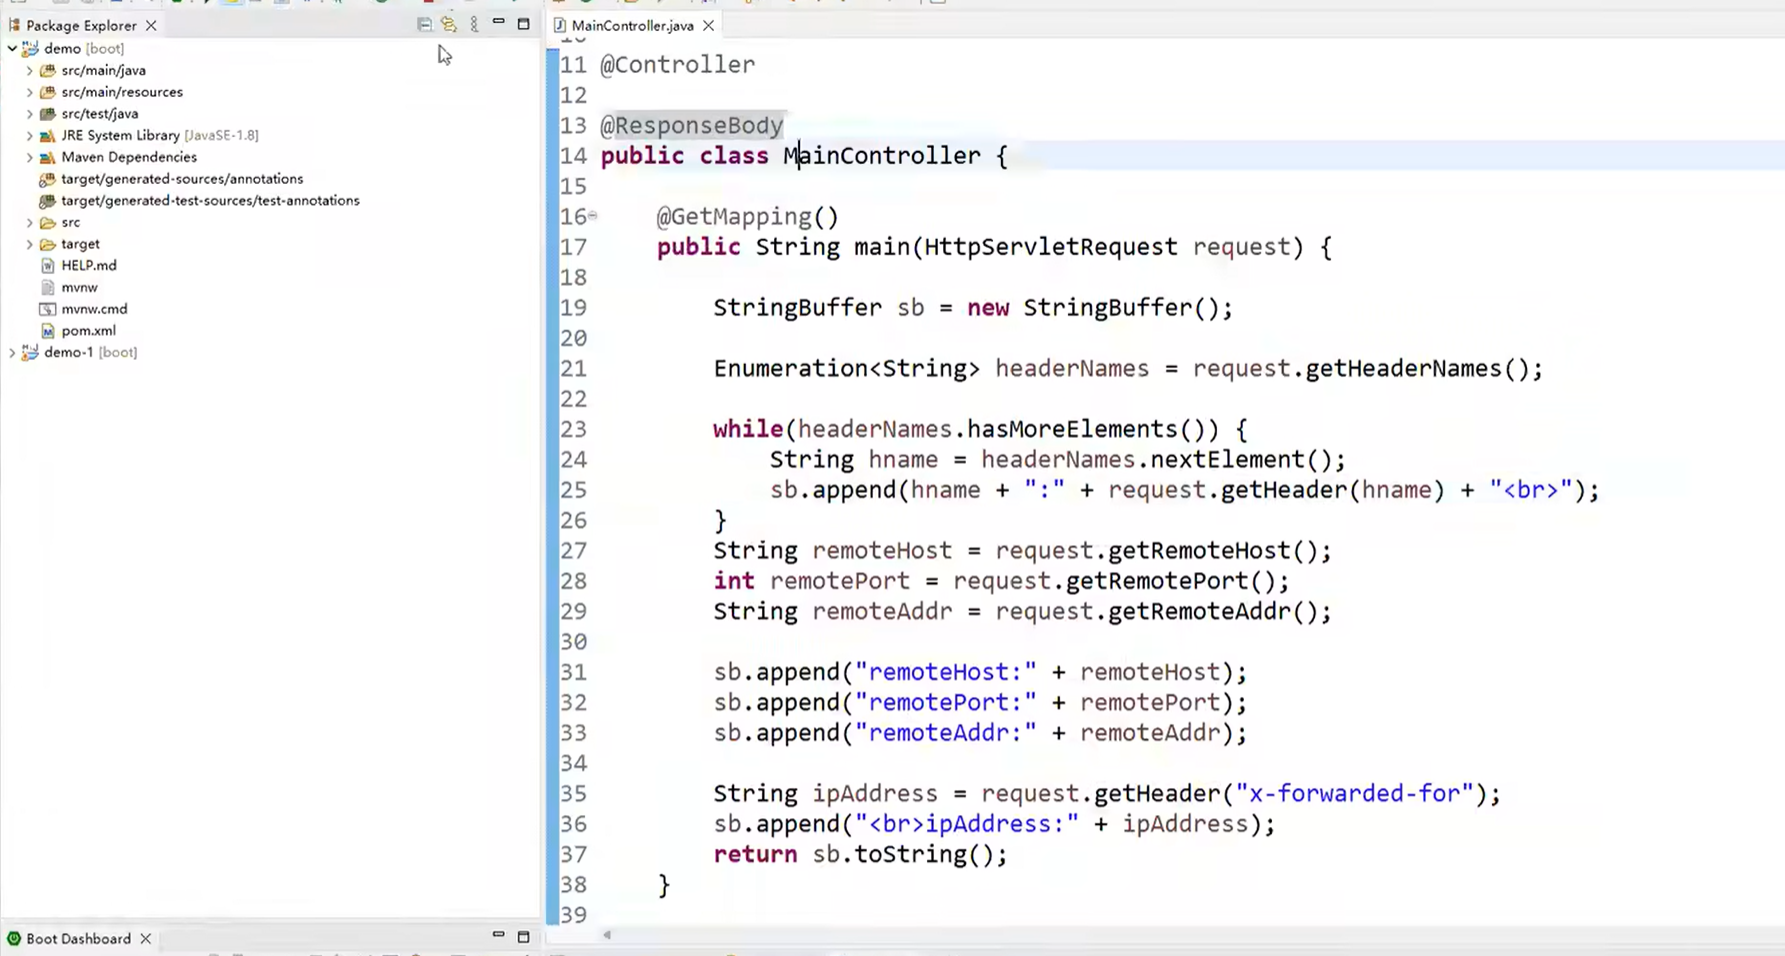 Package Explorer
demo [boot]
src/main/java
src/main/resources
src/test/java
JRE System Library [JavaSE-1.8]
Maven Dependencies
target/generated-sources/annotations
target/generated-test-sources/test-annotations
src
target
HELP.md
mvnw
mvnw.cmd
pom.xml
demo-1 [boot]
Boot Dashboard
MainController.java
11 @Controller
12
13 @ResponseBody
14 public class MainController {
15
16 @GetMapping()
17 public String main(HttpServletRequest request) {
18
19 StringBuffer sb = new StringBuffer();
20
21 Enumeration<String> headerNames = request.getHeaderNames();
22
23 while(headerNames.hasMoreElements()) {
24 String hname = headerNames.nextElement();
25 sb.append(hname + ":" + request.getHeader(hname) + "<br>");
26 }
27 String remoteHost = request.getRemoteHost();
28 int remotePort = request.getRemotePort();
29 String remoteAddr = request.getRemoteAddr();
30
31 sb.append("remoteHost:" + remoteHost);
32 sb.append("remotePort:" + remotePort);
33 sb.append("remoteAddr:" + remoteAddr);
34
35 String ipAddress = request.getHeader("x-forwarded-for");
36 sb.append("<br>ipAddress:" + ipAddress);
37 return sb.toString();
38 }
39